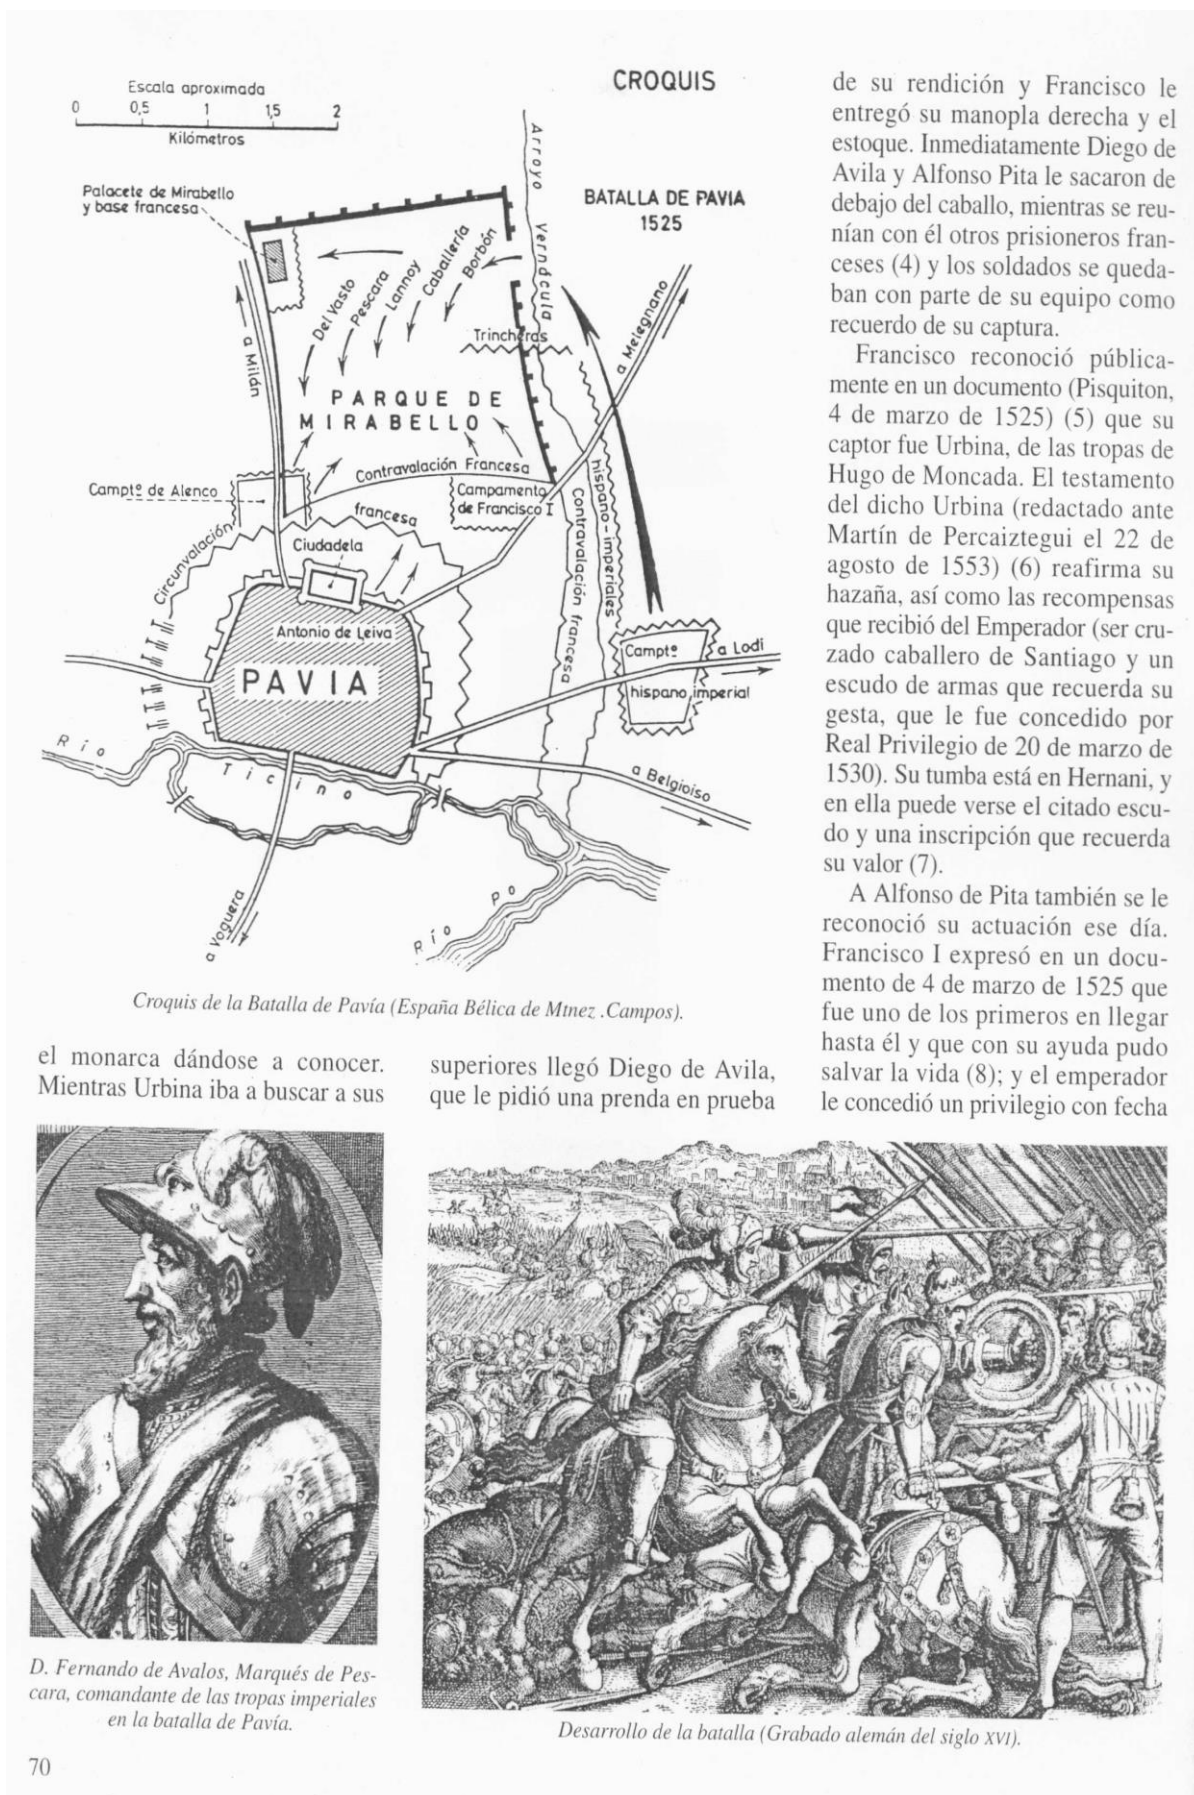 CROQUIS
Escala aproximada
0 0,5 1 1,5 2
Kilómetros
BATALLA DE PAVIA
1525
Palacete de Mirabello
y base francesa
Arroyo Vernácula
Del Vasto
Pescara
Lannoy
Caballería
Borbón
a Milán
a Melegnano
Trincheras
PARQUE DE
MIRABELLO
Contravalación Francesa
Campto de Alenco
Campamento
de Francisco I
Circunvalación francesa
Ciudadela
Contravalación francesa
hispano-imperiales
Antonio de Leiva
PAVIA
Campto
hispano imperial
a Lodi
a Belgioiso
Río Ticino
a Voguera
Río Po
Croquis de la Batalla de Pavía (España Bélica de Mtnez .Campos).
el monarca dándose a conocer.
Mientras Urbina iba a buscar a sus
superiores llegó Diego de Avila,
que le pidió una prenda en prueba
de su rendición y Francisco le
entregó su manopla derecha y el
estoque. Inmediatamente Diego de
Avila y Alfonso Pita le sacaron de
debajo del caballo, mientras se reu-
nían con él otros prisioneros fran-
ceses (4) y los soldados se queda-
ban con parte de su equipo como
recuerdo de su captura.
Francisco reconoció pública-
mente en un documento (Pisquiton,
4 de marzo de 1525) (5) que su
captor fue Urbina, de las tropas de
Hugo de Moncada. El testamento
del dicho Urbina (redactado ante
Martín de Percaiztegui el 22 de
agosto de 1553) (6) reafirma su
hazaña, así como las recompensas
que recibió del Emperador (ser cru-
zado caballero de Santiago y un
escudo de armas que recuerda su
gesta, que le fue concedido por
Real Privilegio de 20 de marzo de
1530). Su tumba está en Hernani, y
en ella puede verse el citado escu-
do y una inscripción que recuerda
su valor (7).
A Alfonso de Pita también se le
reconoció su actuación ese día.
Francisco I expresó en un docu-
mento de 4 de marzo de 1525 que
fue uno de los primeros en llegar
hasta él y que con su ayuda pudo
salvar la vida (8); y el emperador
le concedió un privilegio con fecha
D. Fernando de Avalos, Marqués de Pes-
cara, comandante de las tropas imperiales
en la batalla de Pavía.
Desarrollo de la batalla (Grabado alemán del siglo XVI).
70